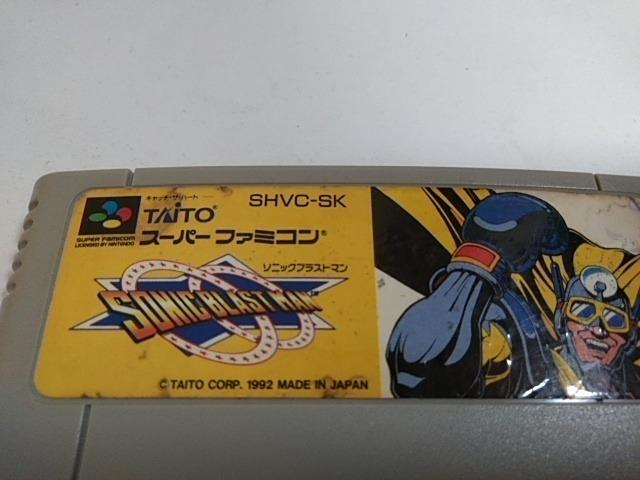 キャッチ・ザ・ハート
TAITO®
SHVC-SK
SUPER FAMICOM
LICENSED BY NINTENDO
スーパーファミコン®
ソニックブラストマン
SONIC BLAST MAN
©TAITO CORP. 1992 MADE IN JAPAN